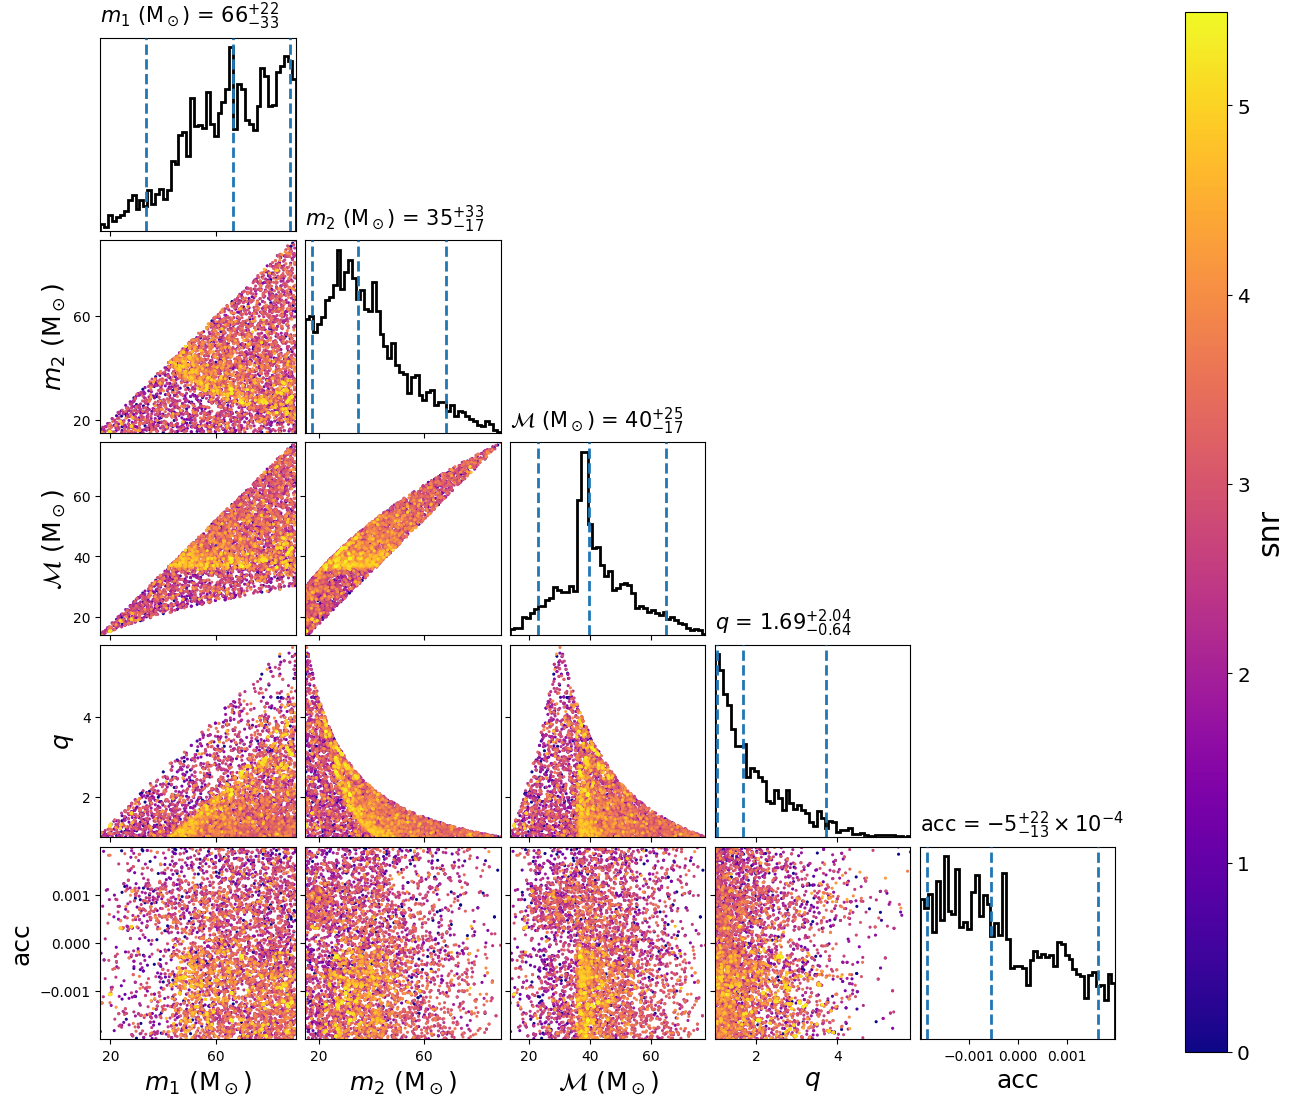 m₁ (M⊙) = 66⁺²²₋₃₃
m₂ (M⊙) = 35⁺³³₋₁₇
ℳ (M⊙) = 40⁺²⁵₋₁₇
q = 1.69⁺²·⁰⁴₋₀.₆₄
acc = −5⁺²²₋₁₃ × 10⁻⁴
m₂ (M⊙)
60
20
ℳ (M⊙)
60
40
20
q
4
2
acc
0.001
0.000
−0.001
20 60
20 60
20 40 60
2 4
−0.001 0.000 0.001
m₁ (M⊙)
m₂ (M⊙)
ℳ (M⊙)
q
acc
5
4
3
2
1
0
snr